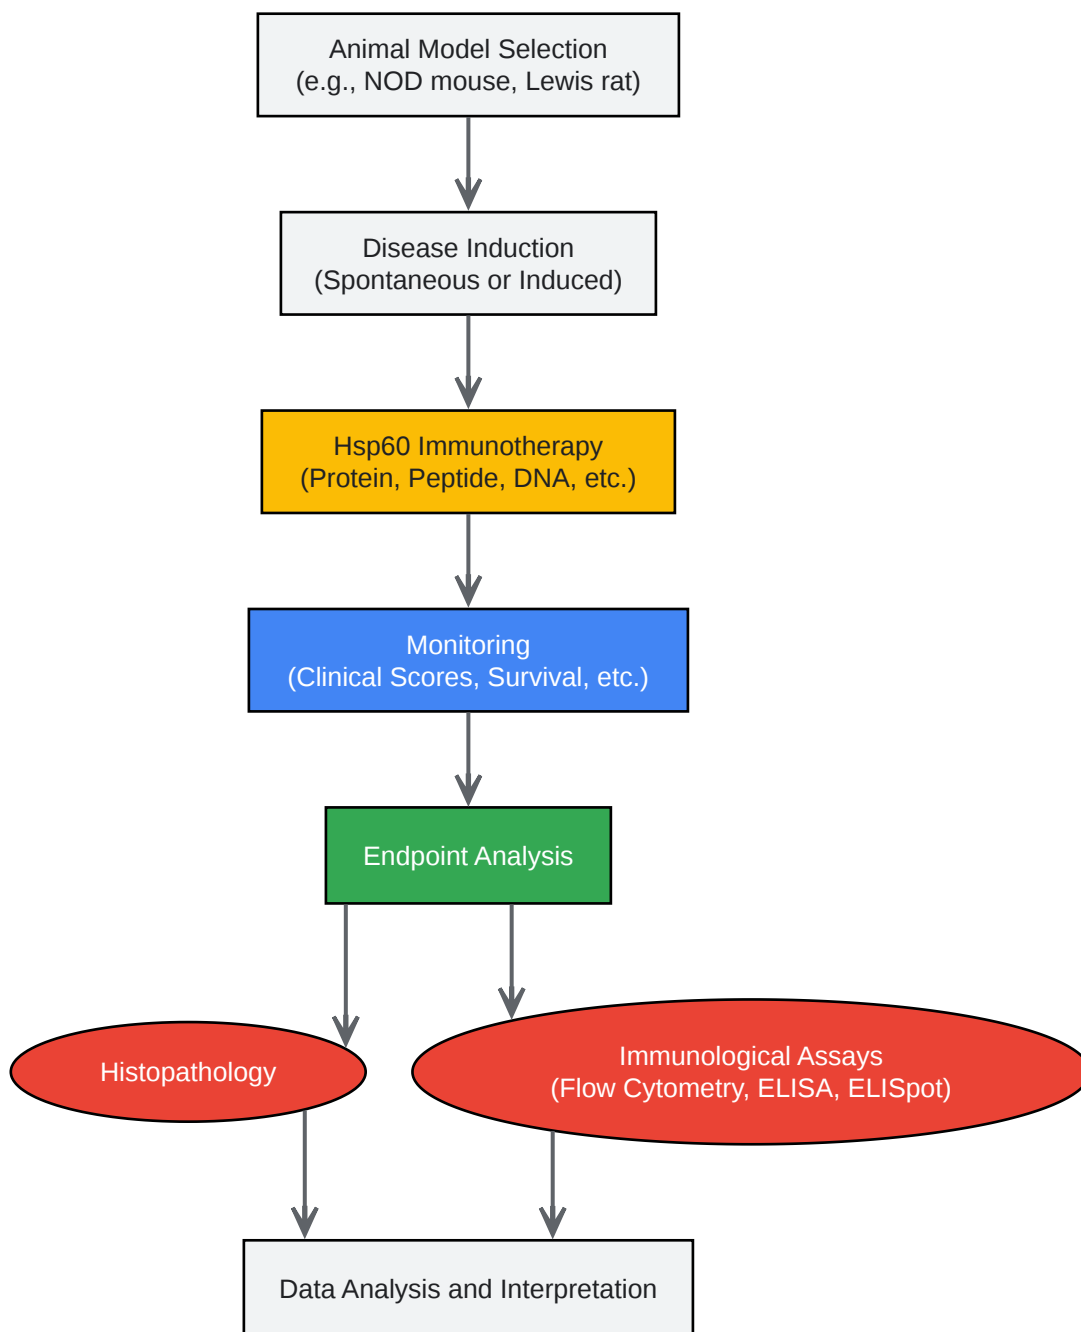 Animal Model Selection
(e.g., NOD mouse, Lewis rat)
Disease Induction
(Spontaneous or Induced)
Hsp60 Immunotherapy
(Protein, Peptide, DNA, etc.)
Monitoring
(Clinical Scores, Survival, etc.)
Endpoint Analysis
Histopathology
Immunological Assays
(Flow Cytometry, ELISA, ELISpot)
Data Analysis and Interpretation